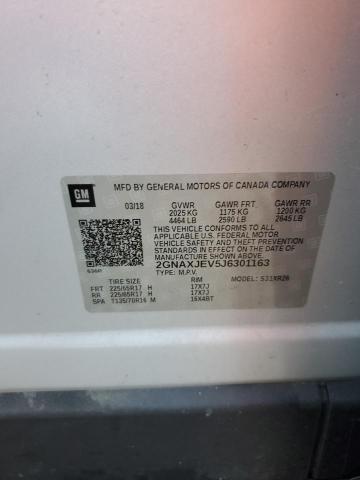 GM
MFD BY GENERAL MOTORS OF CANADA COMPANY
03/18 GVWR GAWR FRT GAWR RR
2025 KG 1175 KG 1200 KG
4464 LB 2590 LB 2645 LB
THIS VEHICLE CONFORMS TO ALL
APPLICABLE U.S. FEDERAL MOTOR
VEHICLE SAFETY AND THEFT PREVENTION
STANDARDS IN EFFECT ON THE DATE OF
MANUFACTURE SHOWN ABOVE.
2GNAXJEV5J6301163
TYPE: M.P.V.
TIRE SIZE RIM MODEL:
FRT 225/65R17 H 17X7J
RR 225/65R17 H 17X7J
SPA T135/70R16 M 16X4BT